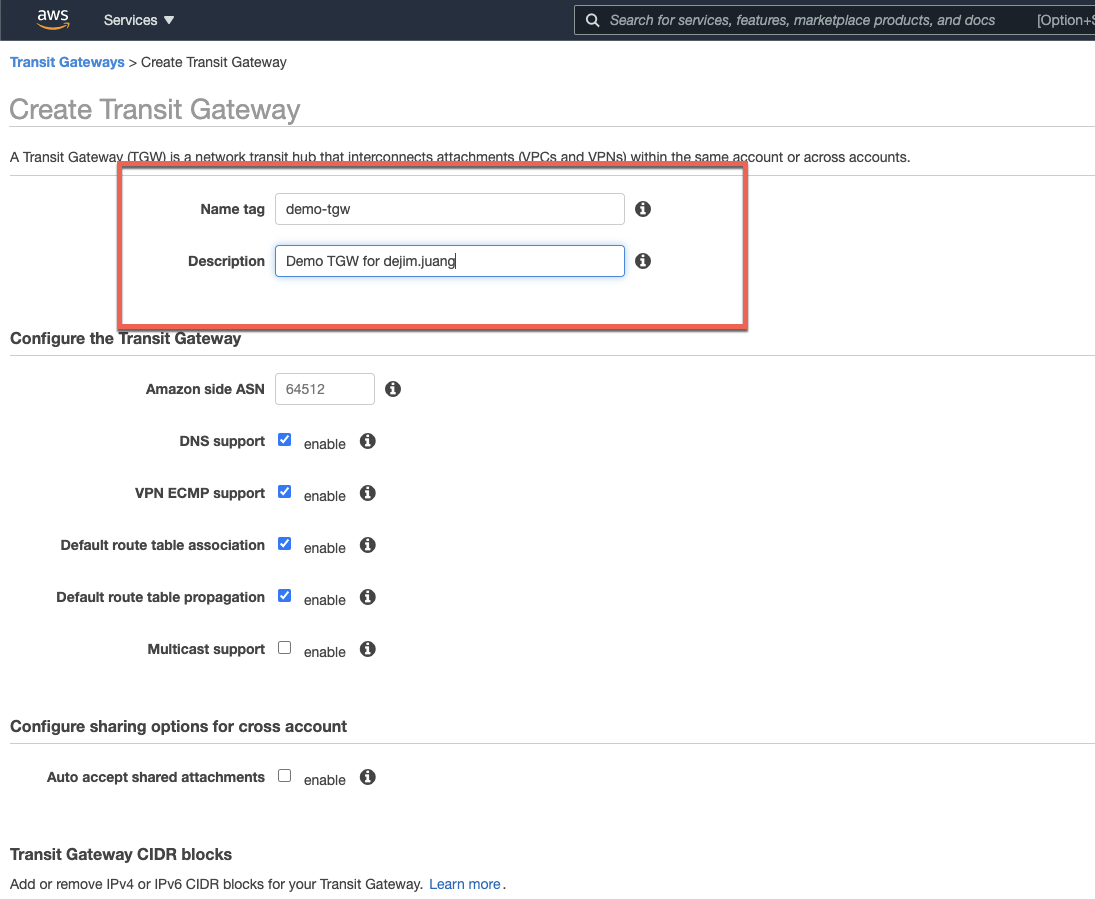 aws Services ▼ Search for services, features, marketplace products, and docs [Option+S
Transit Gateways > Create Transit Gateway
Create Transit Gateway
A Transit Gateway (TGW) is a network transit hub that interconnects attachments (VPCs and VPNs) within the same account or across accounts.
Name tag demo-tgw
Description Demo TGW for dejim.juang
Configure the Transit Gateway
Amazon side ASN 64512
DNS support enable
VPN ECMP support enable
Default route table association enable
Default route table propagation enable
Multicast support enable
Configure sharing options for cross account
Auto accept shared attachments enable
Transit Gateway CIDR blocks
Add or remove IPv4 or IPv6 CIDR blocks for your Transit Gateway. Learn more.